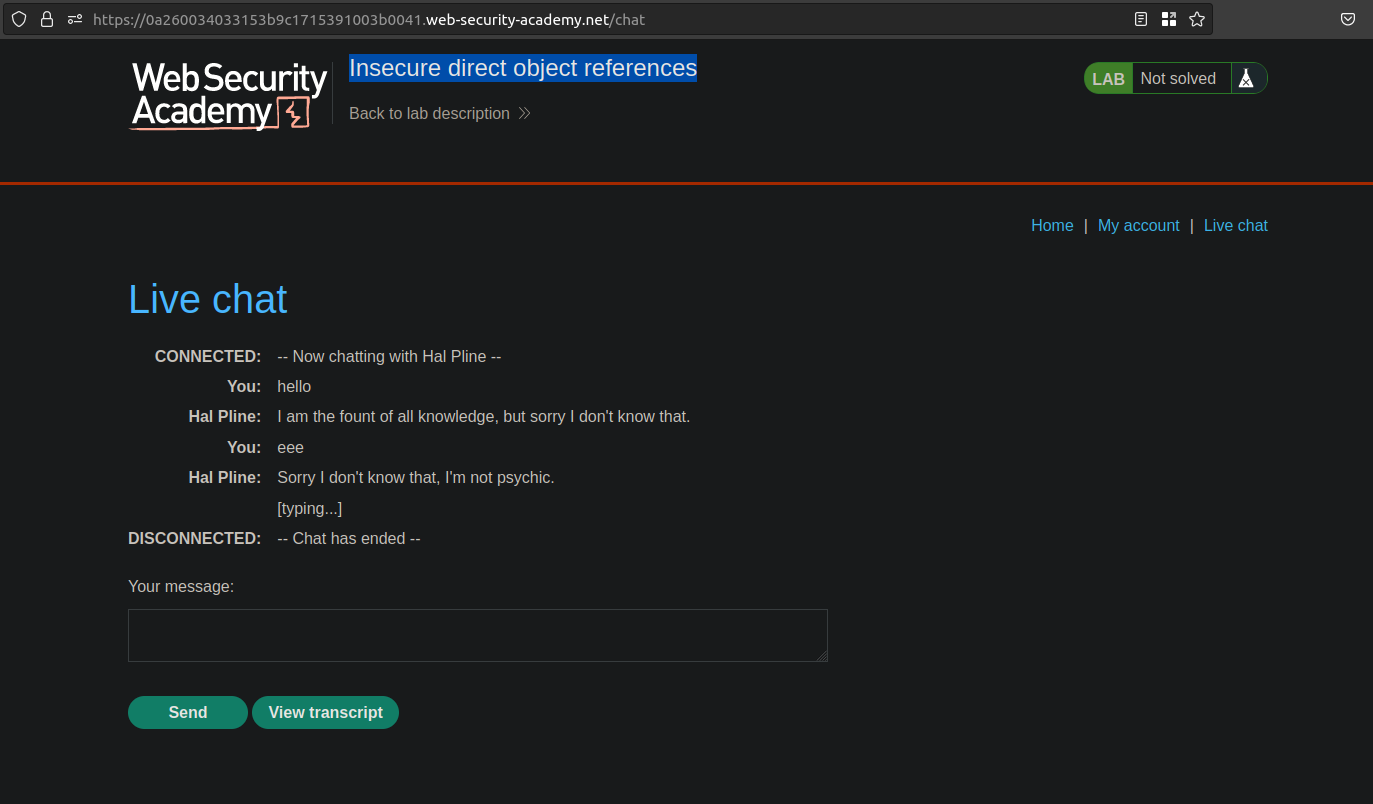 https://0a260034033153b9c1715391003b0041.web-security-academy.net/chat
Web Security Academy
Insecure direct object references
Back to lab description
LAB Not solved
Home | My account | Live chat
Live chat
CONNECTED: -- Now chatting with Hal Pline --
You: hello
Hal Pline: I am the fount of all knowledge, but sorry I don't know that.
You: eee
Hal Pline: Sorry I don't know that, I'm not psychic.
[typing...]
DISCONNECTED: -- Chat has ended --
Your message:
Send View transcript